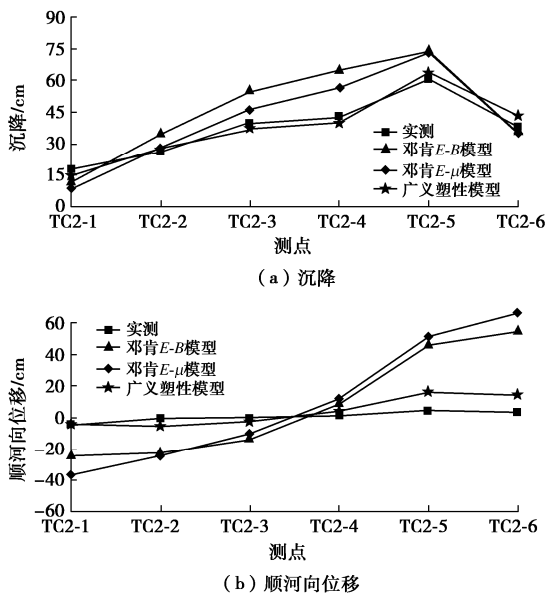 90
75
60
45
30
15
0
沉降/cm
实测
邓肯E-B模型
邓肯E-μ模型
广义塑性模型
TC2-1 TC2-2 TC2-3 TC2-4 TC2-5 TC2-6
测点
（a）沉降
60
40
20
0
-20
-40
-60
顺河向位移/cm
实测
邓肯E-B模型
邓肯E-μ模型
广义塑性模型
TC2-1 TC2-2 TC2-3 TC2-4 TC2-5 TC2-6
测点
（b）顺河向位移